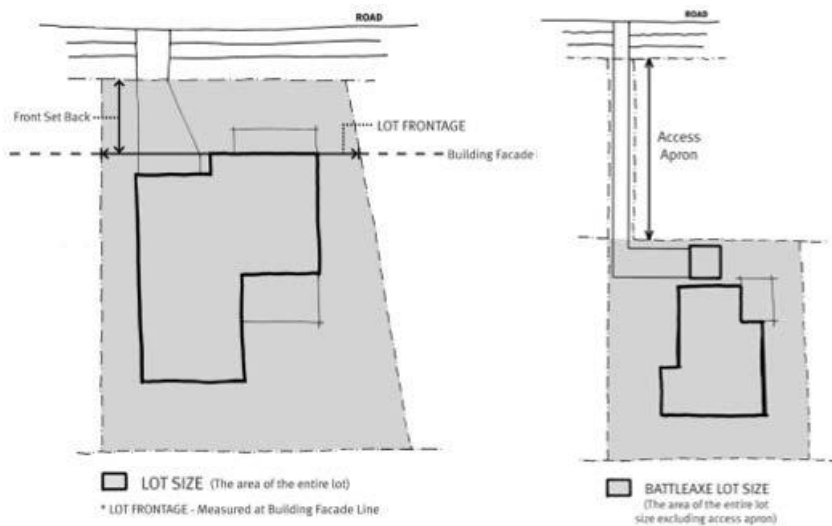 ROAD
Front Set Back
LOT FRONTAGE
Building Facade
LOT SIZE (The area of the entire lot)
* LOT FRONTAGE - Measured at Building Facade Line
ROAD
Access
Apron
BATTLEAXE LOT SIZE
(The area of the entire lot
size excluding access apron)